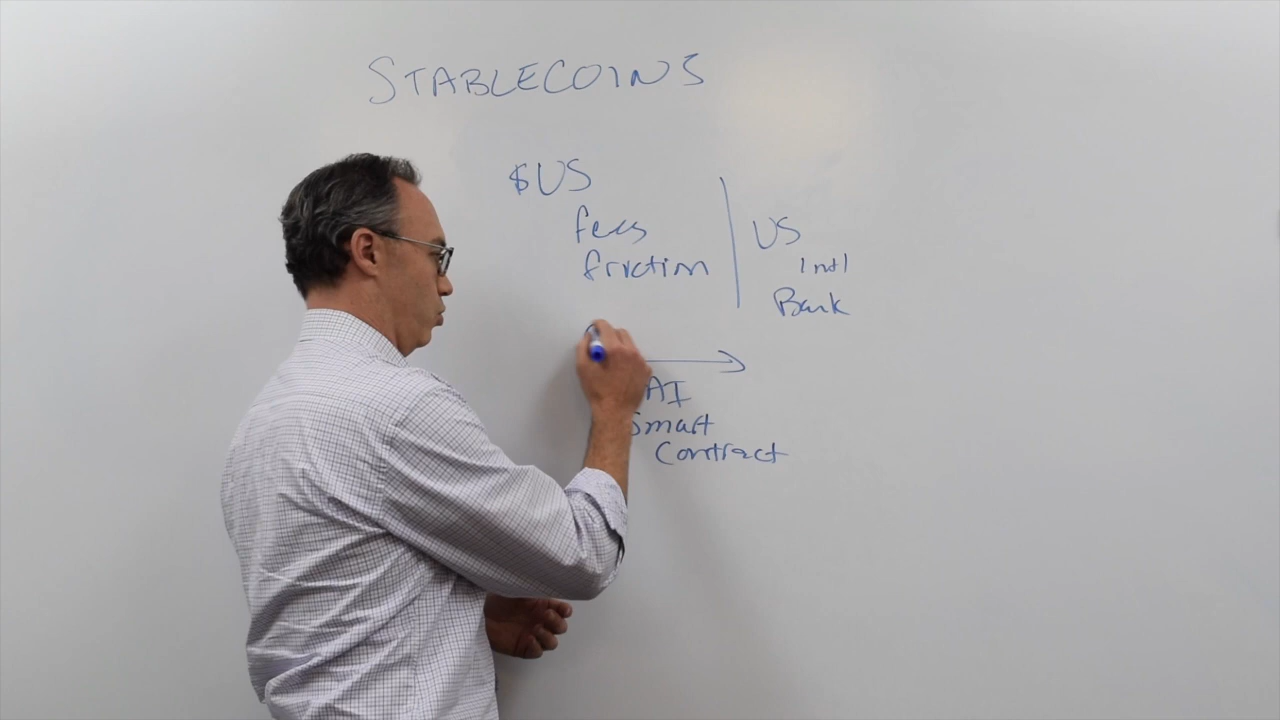 STABLECOINS
$US
fees
friction
US
Intl
Bank
AI
Smart
Contract